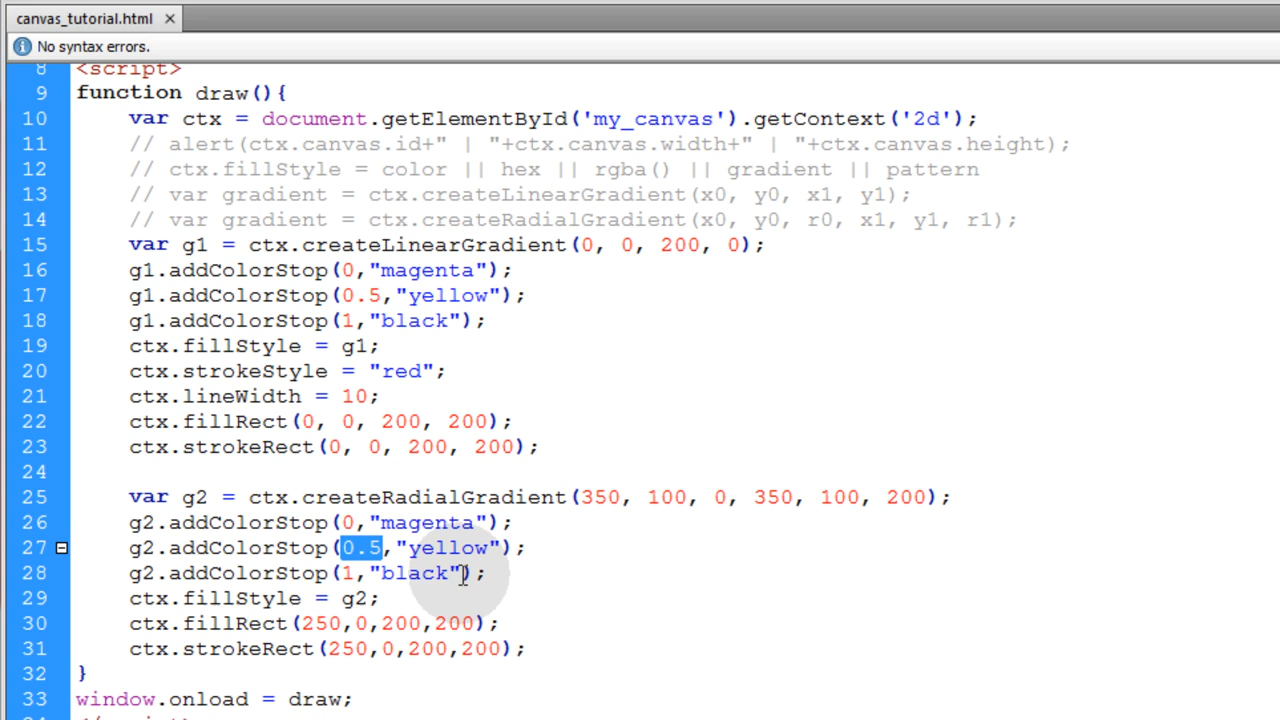 canvas_tutorial.html ×
No syntax errors.
8 <script>
9 function draw(){
10 var ctx = document.getElementById('my_canvas').getContext('2d');
11 // alert(ctx.canvas.id+" | "+ctx.canvas.width+" | "+ctx.canvas.height);
12 // ctx.fillStyle = color || hex || rgba() || gradient || pattern
13 // var gradient = ctx.createLinearGradient(x0, y0, x1, y1);
14 // var gradient = ctx.createRadialGradient(x0, y0, r0, x1, y1, r1);
15 var g1 = ctx.createLinearGradient(0, 0, 200, 0);
16 g1.addColorStop(0,"magenta");
17 g1.addColorStop(0.5,"yellow");
18 g1.addColorStop(1,"black");
19 ctx.fillStyle = g1;
20 ctx.strokeStyle = "red";
21 ctx.lineWidth = 10;
22 ctx.fillRect(0, 0, 200, 200);
23 ctx.strokeRect(0, 0, 200, 200);
24
25 var g2 = ctx.createRadialGradient(350, 100, 0, 350, 100, 200);
26 g2.addColorStop(0,"magenta");
27 g2.addColorStop(0.5,"yellow");
28 g2.addColorStop(1,"black");
29 ctx.fillStyle = g2;
30 ctx.fillRect(250,0,200,200);
31 ctx.strokeRect(250,0,200,200);
32 }
33 window.onload = draw;
34 </script>